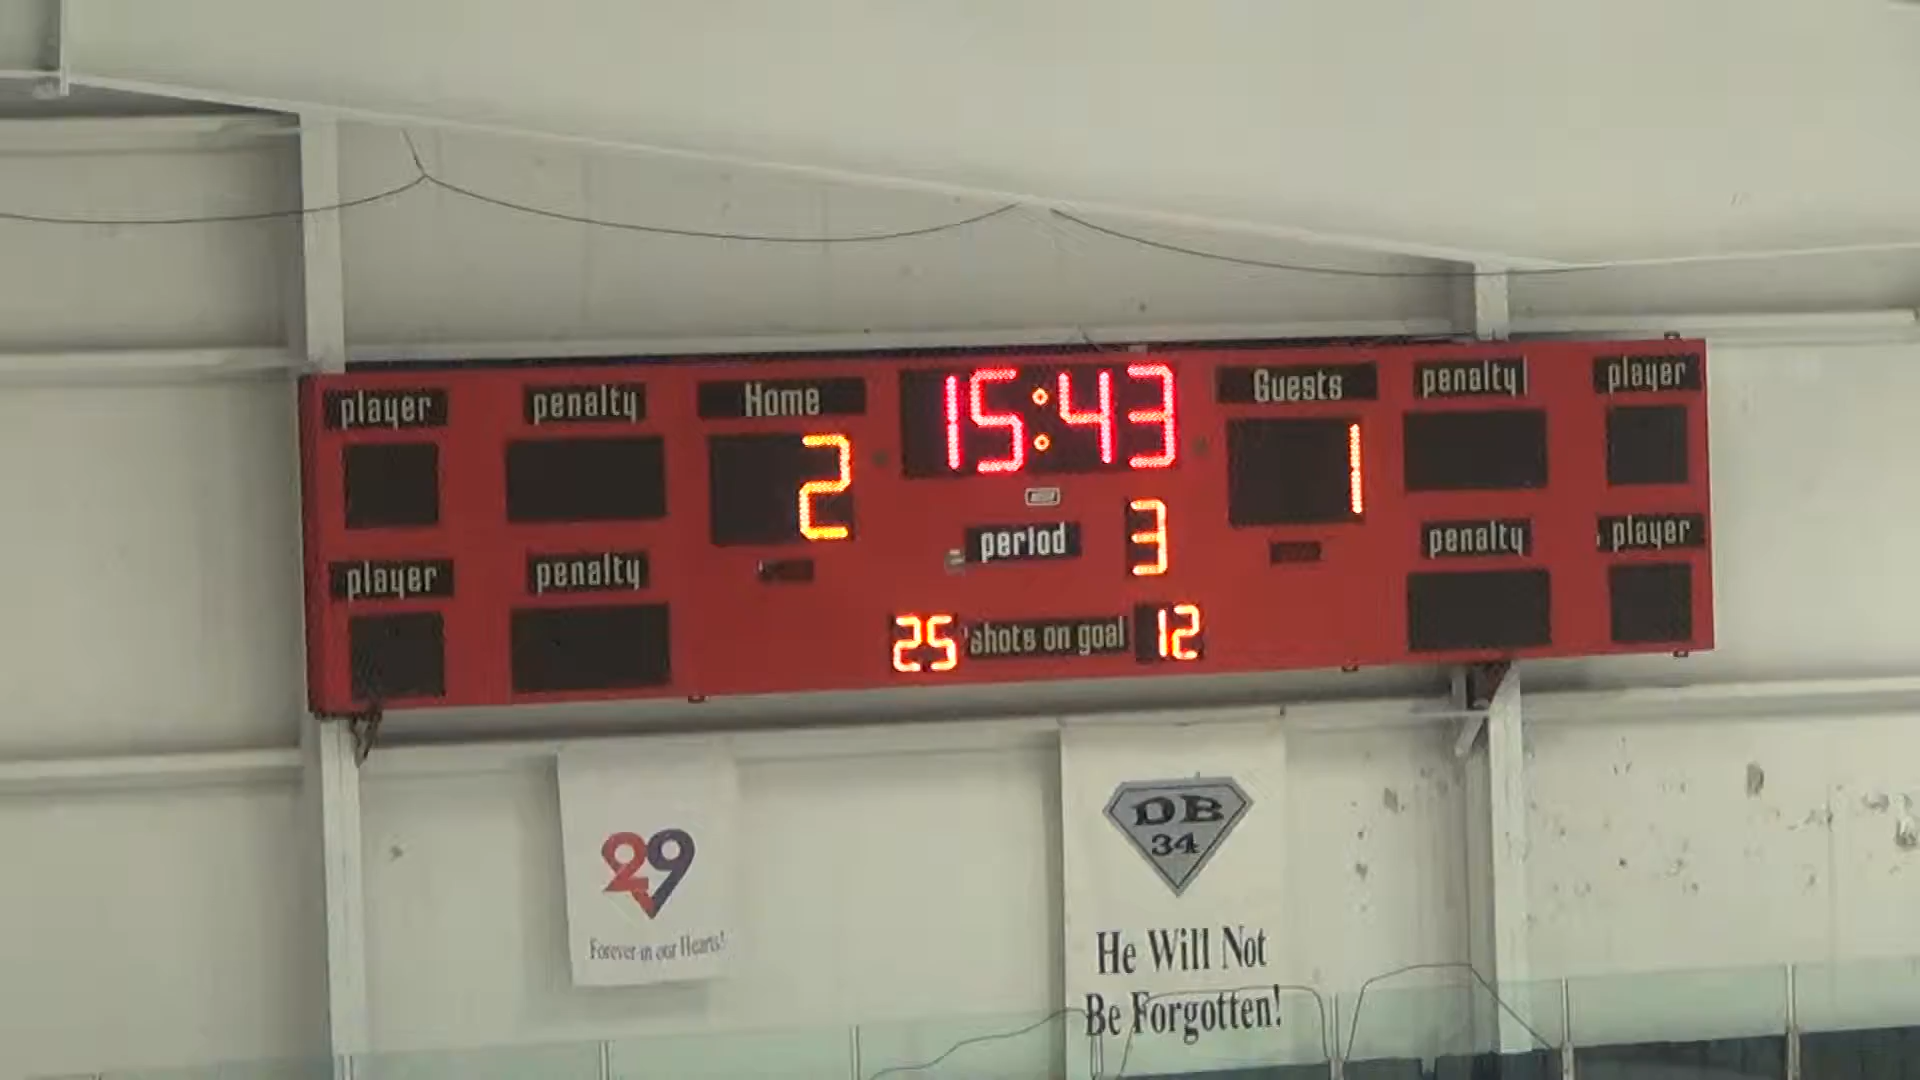 player penalty Home 15:43 Guests penalty player
2 1
period 3
player penalty penalty player
25 shots on goal 12
29
Forever in our Hearts!
DB
34
He Will Not
Be Forgotten!